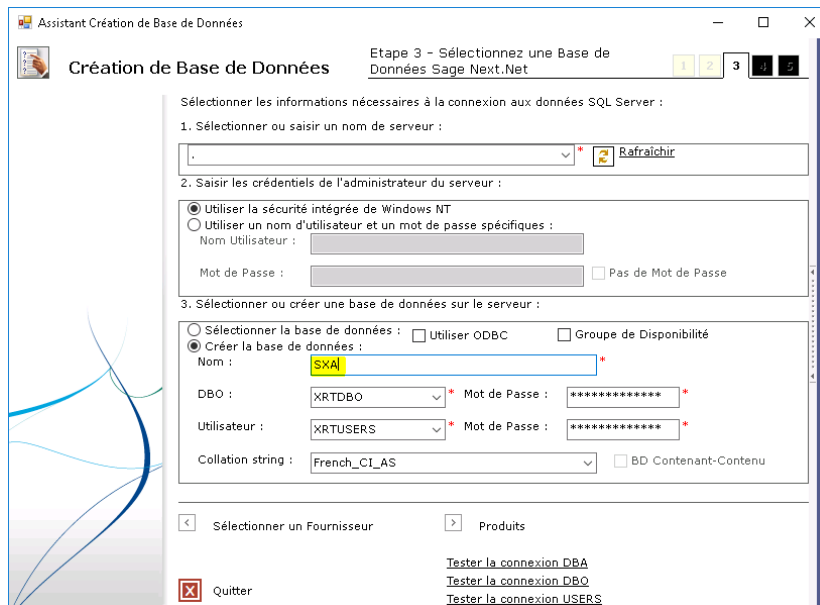 Assistant Création de Base de Données
Création de Base de Données
Etape 3 - Sélectionnez une Base de
Données Sage Next.Net
1 2 3 4 5
Sélectionner les informations nécessaires à la connexion aux données SQL Server :
1. Sélectionner ou saisir un nom de serveur :
. * Rafraîchir
2. Saisir les crédentiels de l'administrateur du serveur :
Utiliser la sécurité intégrée de Windows NT
Utiliser un nom d'utilisateur et un mot de passe spécifiques :
Nom Utilisateur :
Mot de Passe : Pas de Mot de Passe
3. Sélectionner ou créer une base de données sur le serveur :
Sélectionner la base de données : Utiliser ODBC Groupe de Disponibilité
Créer la base de données :
Nom : SXA *
DBO : XRTDBO * Mot de Passe : ************* *
Utilisateur : XRTUSERS * Mot de Passe : ************* *
Collation string : French_CI_AS BD Contenant-Contenu
< Sélectionner un Fournisseur > Produits
Tester la connexion DBA
Tester la connexion DBO
X Quitter
Tester la connexion USERS